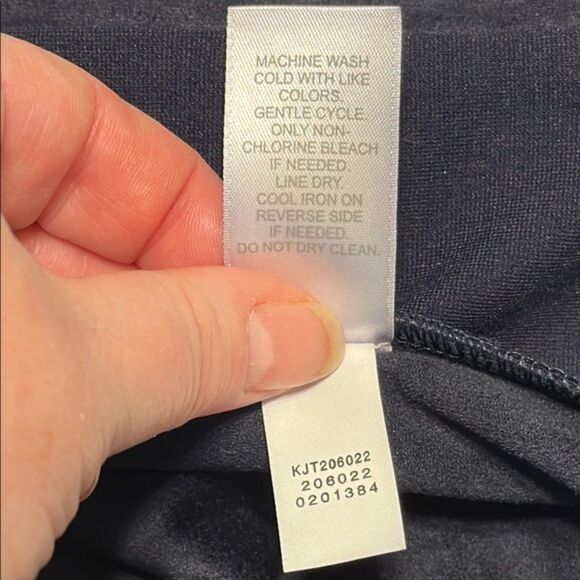 MACHINE WASH
COLD WITH LIKE
COLORS.
GENTLE CYCLE.
ONLY NON-
CHLORINE BLEACH
IF NEEDED.
LINE DRY.
COOL IRON ON
REVERSE SIDE
IF NEEDED.
DO NOT DRY CLEAN.
KJT206022
206022
0201384